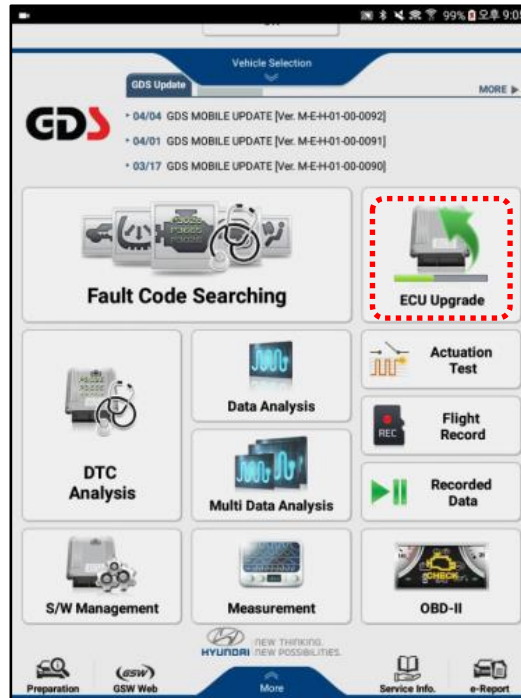 99% 오후 9:05
Vehicle Selection
GDS Update
MORE
GDS
• 04/04 GDS MOBILE UPDATE [Ver. M-E-H-01-00-0092]
• 04/01 GDS MOBILE UPDATE [Ver. M-E-H-01-00-0091]
• 03/17 GDS MOBILE UPDATE [Ver. M-E-H-01-00-0090]
Fault Code Searching
ECU Upgrade
DTC
Analysis
Data Analysis
Multi Data Analysis
Actuation
Test
REC
Flight
Record
Recorded
Data
S/W Management
Measurement
CHECK
OBD-II
HYUNDAI
NEW THINKING.
NEW POSSIBILITIES.
Preparation
GSW
GSW Web
More
Service Info.
e-Report